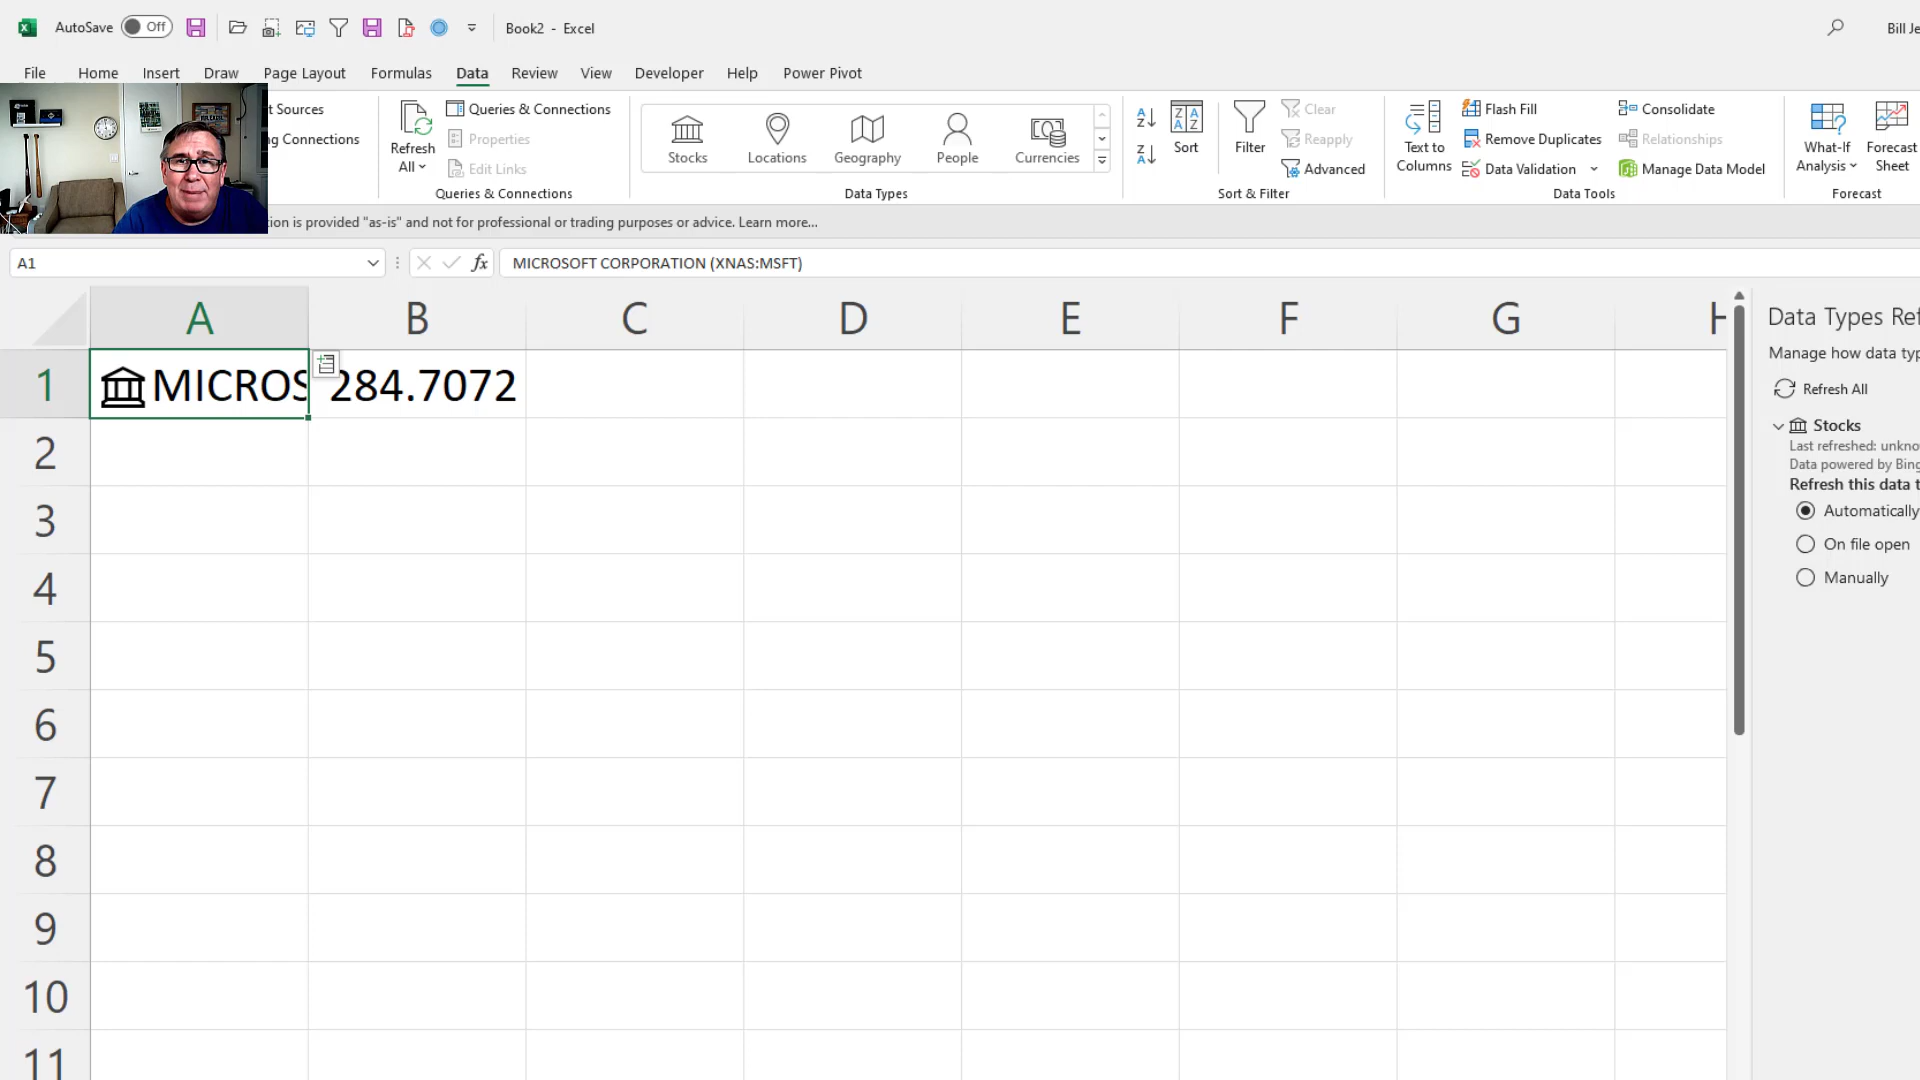 AutoSave Off Book2 - Excel Bill Je
File Home Insert Draw Page Layout Formulas Data Review View Developer Help Power Pivot
t Sources
ng Connections
Refresh
All
Queries & Connections
Properties
Edit Links
Queries & Connections
Stocks Locations Geography People Currencies
Data Types
Sort
Filter
Clear
Reapply
Advanced
Sort & Filter
Text to
Columns
Flash Fill
Remove Duplicates
Data Validation
Consolidate
Relationships
Manage Data Model
Data Tools
What-If
Analysis
Forecast
Sheet
Forecast
tion is provided "as-is" and not for professional or trading purposes or advice. Learn more...
A1 fx MICROSOFT CORPORATION (XNAS:MSFT)
A B C D E F G H
1 MICROS 284.7072
2
3
4
5
6
7
8
9
10
11
Data Types Ref
Manage how data typ
Refresh All
Stocks
Last refreshed: unkno
Data powered by Bing
Refresh this data t
Automatically
On file open
Manually